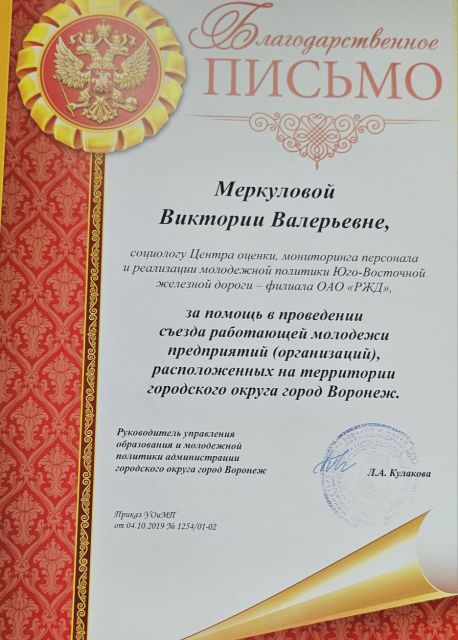 Благодарственное
ПИСЬМО
Меркуловой
Виктории Валерьевне,
социологу Центра оценки, мониторинга персонала
и реализации молодежной политики Юго-Восточной
железной дороги – филиала ОАО «РЖД»,
за помощь в проведении
съезда работающей молодежи
предприятий (организаций),
расположенных на территории
городского округа город Воронеж.
Руководитель управления
образования и молодежной
политики администрации
городского округа город Воронеж
Л.А. Кулакова
Приказ УОиМП
от 04.10.2019 № 1254/01-02